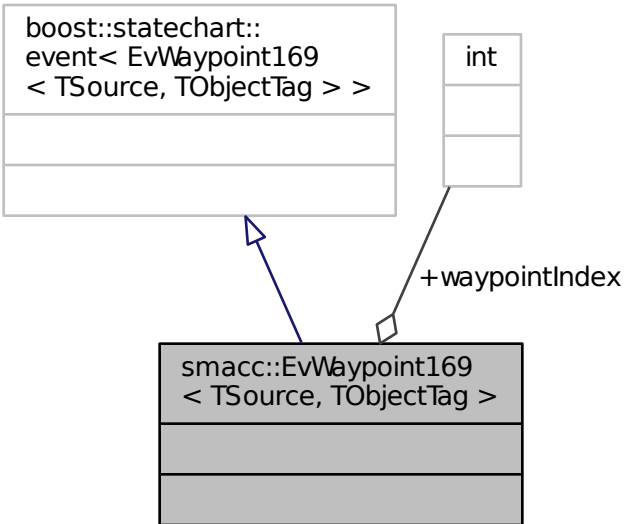 boost::statechart::
event< EvWaypoint169
< TSource, TObjectTag > >
int
+waypointIndex
smacc::EvWaypoint169
< TSource, TObjectTag >